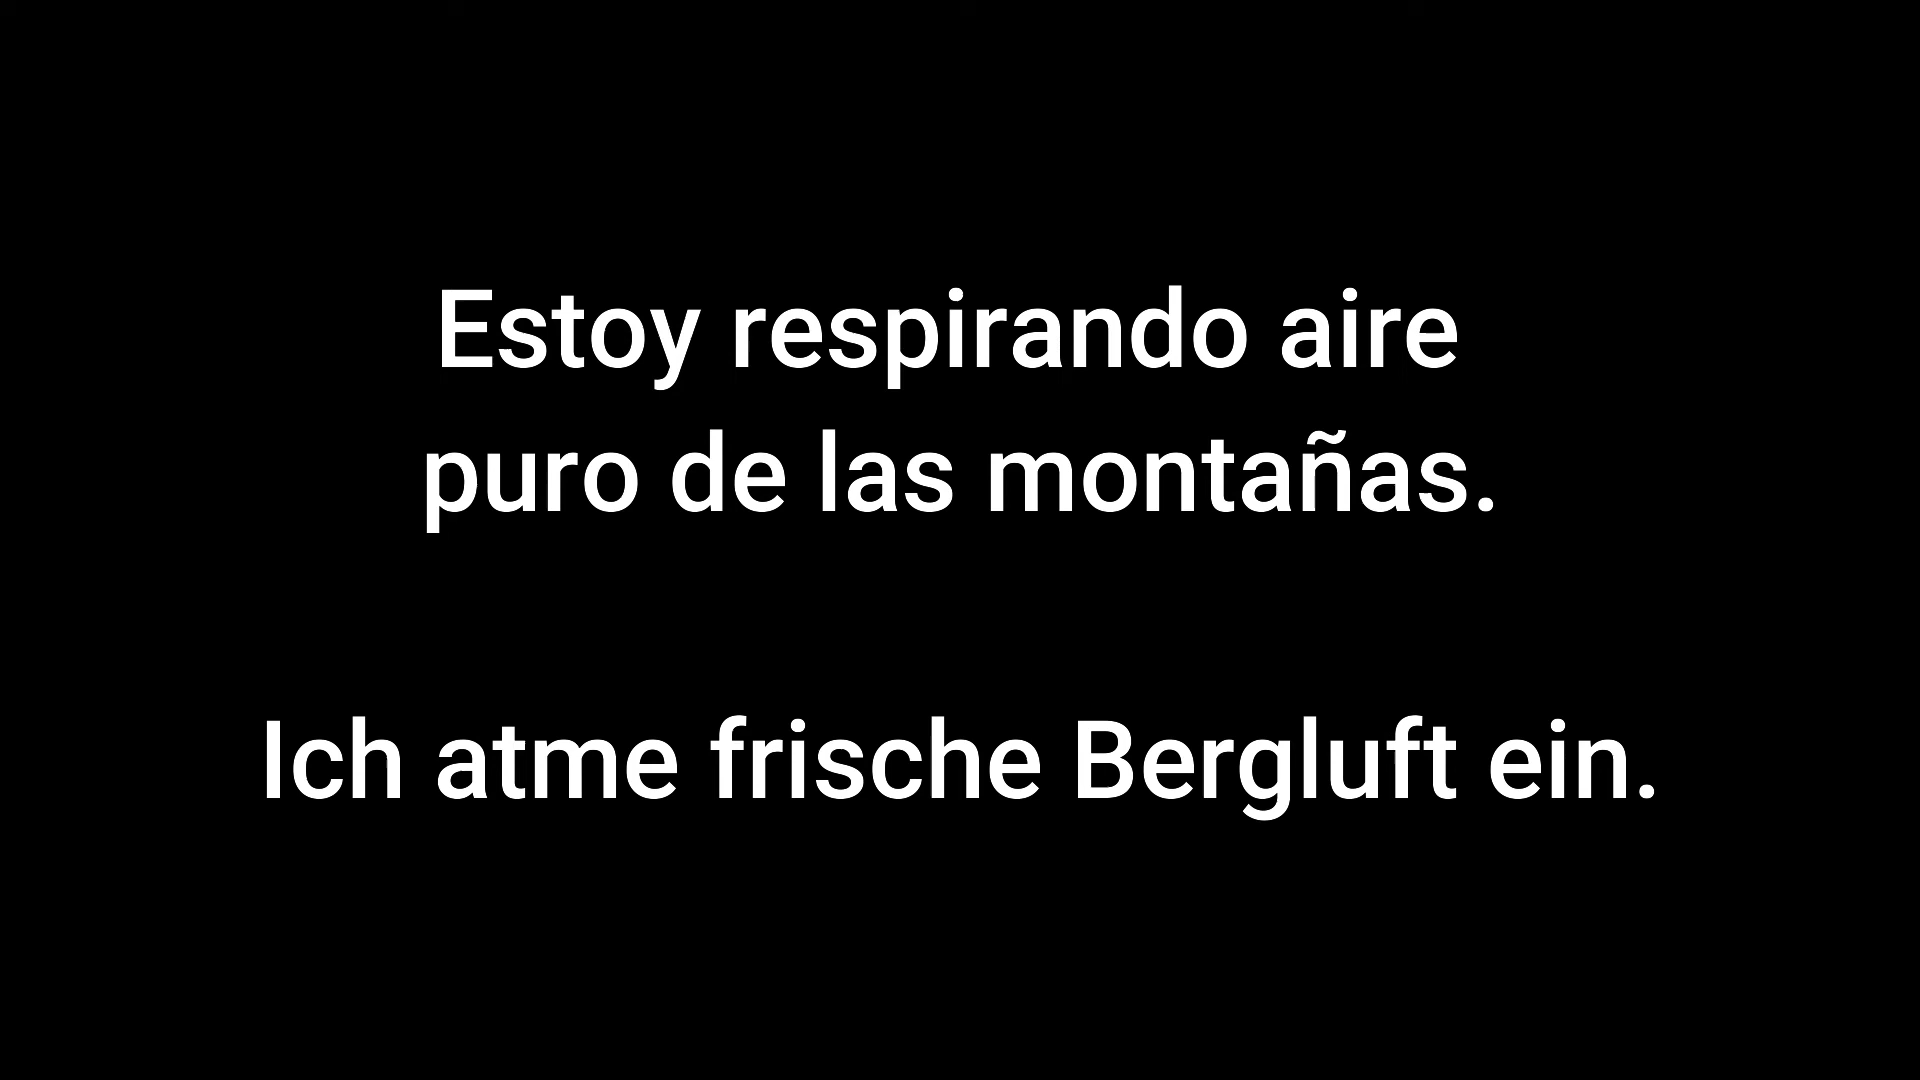 Estoy respirando aire
puro de las montañas.
Ich atme frische Bergluft ein.